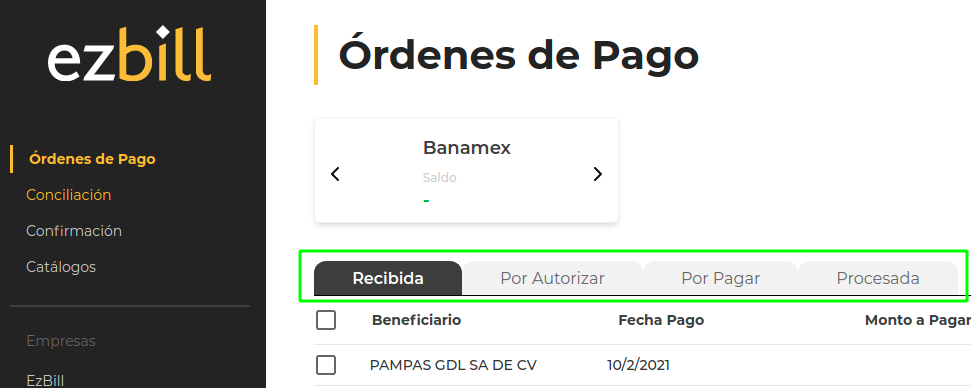 ezbill
Órdenes de Pago
Órdenes de Pago
Conciliación
Confirmación
Catálogos
Empresas
EzBill
Banamex
Saldo
-
Recibida Por Autorizar Por Pagar Procesada
Beneficiario Fecha Pago Monto a Pagar
PAMPAS GDL SA DE CV 10/2/2021